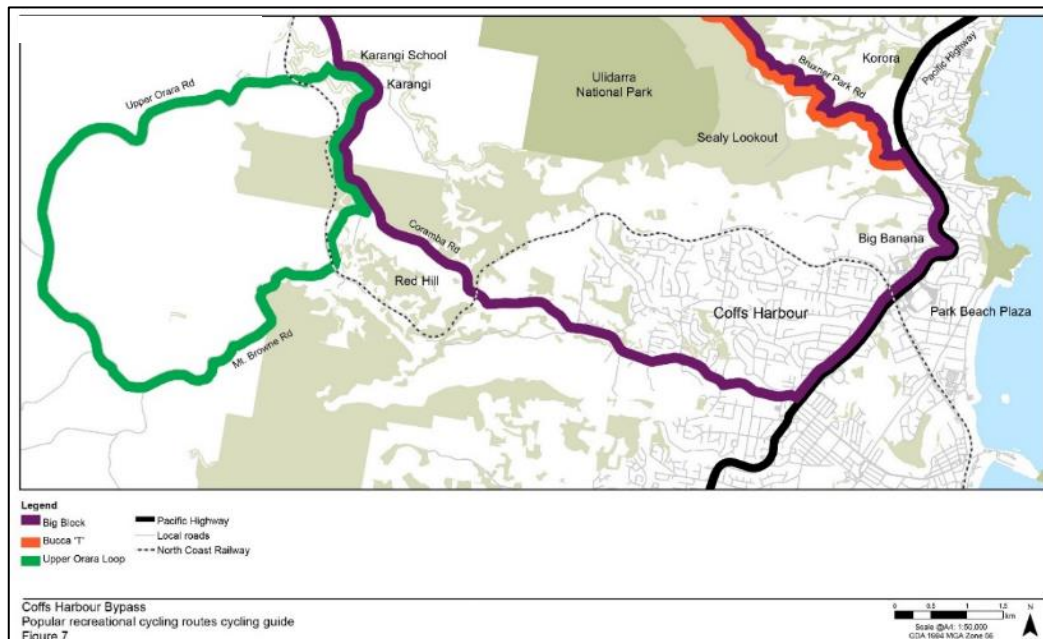 Karangi School
Karangi
Upper Orara Rd
Ulidarra
National Park
Korora
Pacific Highway
Bruxner Park Rd
Sealy Lookout
Coramba Rd
Red Hill
Big Banana
Coffs Harbour
Park Beach Plaza
Mt. Browne Rd
Legend
Big Block
Bucca 'T'
Upper Orara Loop
Pacific Highway
Local roads
North Coast Railway
Coffs Harbour Bypass
Popular recreational cycling routes cycling guide
Figure 7
0 0.5 1 1.5
km
N
Scale @A4: 1:50,000
GDA 1994 MGA Zone 56